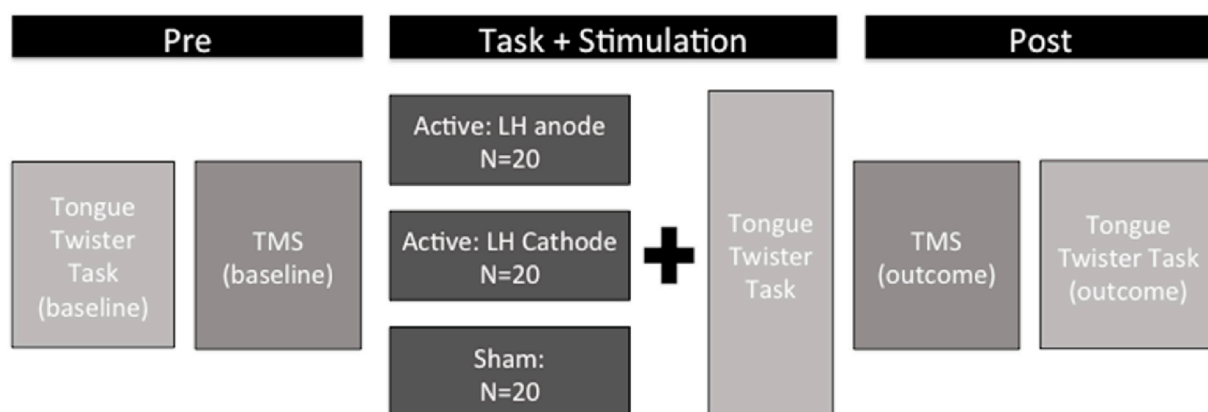 Pre
Task + Stimulation
Post
Tongue
Twister
Task
(baseline)
TMS
(baseline)
Active: LH anode
N=20
Active: LH Cathode
N=20
Sham:
N=20
Tongue
Twister
Task
TMS
(outcome)
Tongue
Twister Task
(outcome)